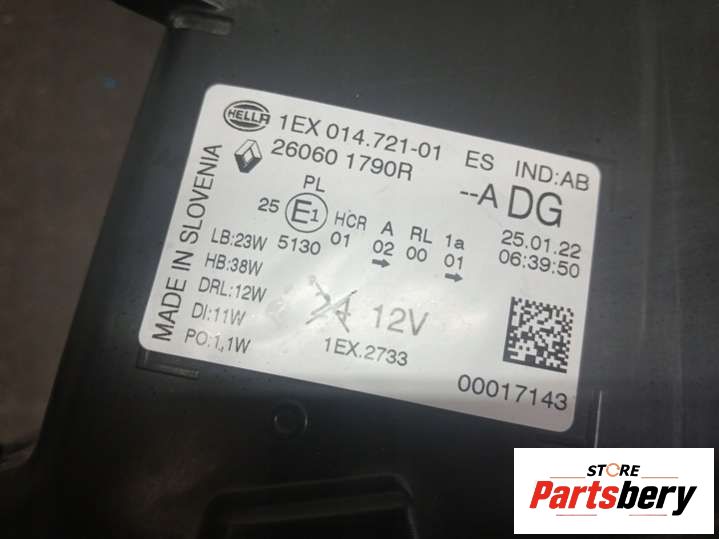 HELLA
1EX 014.721-01 ES IND:AB
26060 1790R
--A DG
MADE IN SLOVENIA
PL
25 E1 HCR A RL 1a
5130 01 02 00 01
25.01.22
06:39:50
LB:23W
HB:38W
DRL:12W
DI:11W
PO:1,1W
24 12V
1EX.2733
00017143
STORE
Partsbery